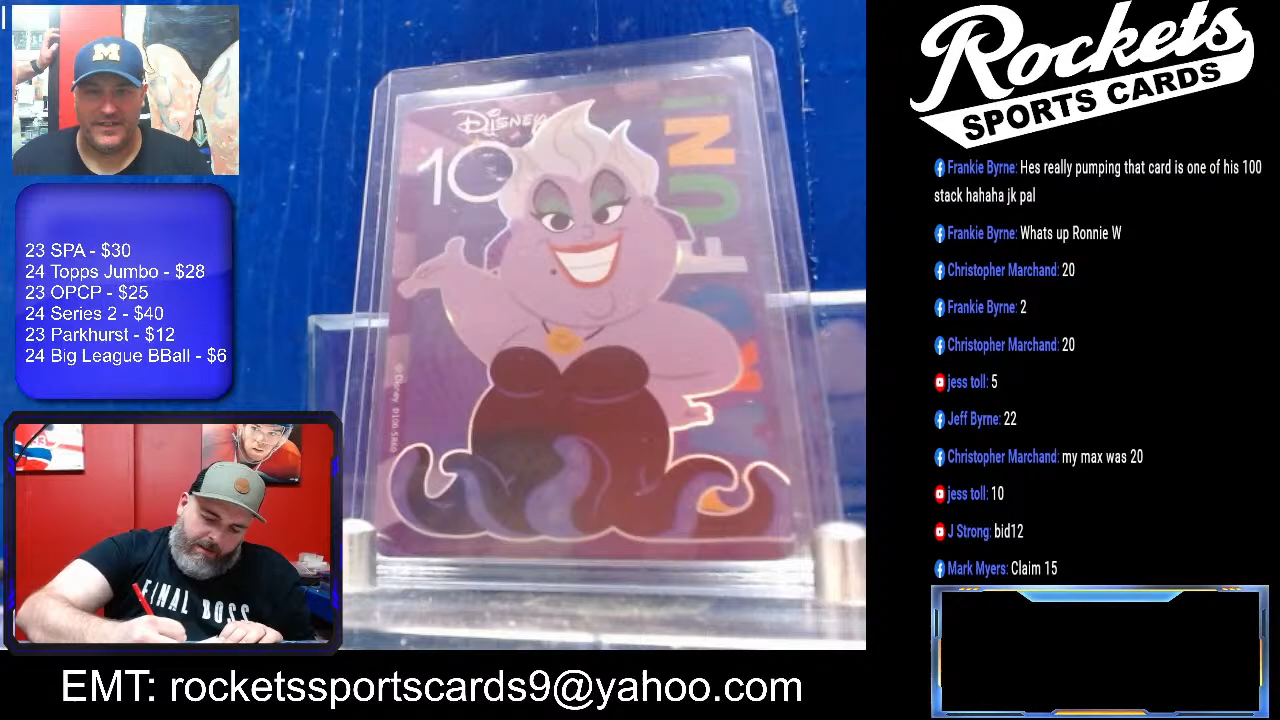 Rockets
SPORTS CARDS
M
23 SPA - $30
24 Topps Jumbo - $28
23 OPCP - $25
24 Series 2 - $40
23 Parkhurst - $12
24 Big League BBall - $6
DISNEY
100
FUN!
©Disney
FINAL BOSS
Frankie Byrne: Hes really pumping that card is one of his 100
stack hahaha jk pal
Frankie Byrne: Whats up Ronnie W
Christopher Marchand: 20
Frankie Byrne: 2
Christopher Marchand: 20
jess toll: 5
Jeff Byrne: 22
Christopher Marchand: my max was 20
jess toll: 10
J Strong: bid12
Mark Myers: Claim 15
EMT: rocketssportscards9@yahoo.com